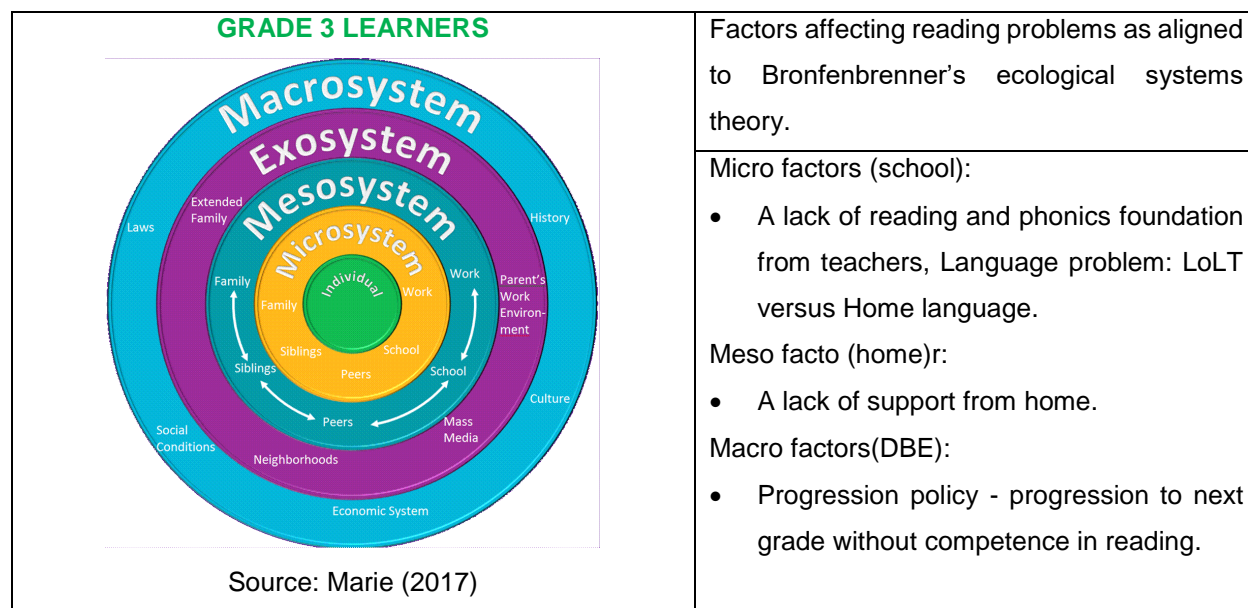 GRADE 3 LEARNERS
Macrosystem
Exosystem
Mesosystem
Microsystem
Individual
Laws
Extended
Family
History
Family
Work
Family
Work
Parent's
Work
Environ-
ment
Siblings
School
Siblings
Peers
School
Peers
Culture
Mass
Media
Social
Conditions
Neighborhoods
Economic System
Source: Marie (2017)
Factors affecting reading problems as aligned
to Bronfenbrenner’s ecological systems
theory.
Micro factors (school):
• A lack of reading and phonics foundation
from teachers, Language problem: LoLT
versus Home language.
Meso facto (home)r:
• A lack of support from home.
Macro factors(DBE):
• Progression policy - progression to next
grade without competence in reading.